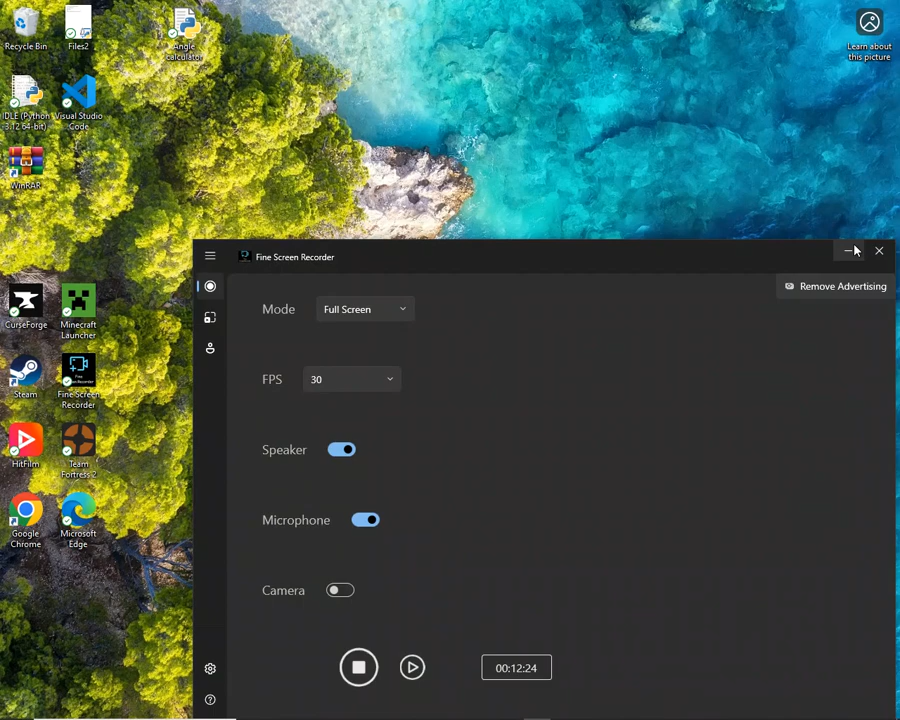 Recycle Bin
Files2
Angle
calculator
Learn about
this picture
IDLE (Python
3.12 64-bit)
Visual Studio
Code
WinRAR
CurseForge
Minecraft
Launcher
Steam
Fine Screen
Recorder
HitFilm
Team
Fortress 2
Google
Chrome
Microsoft
Edge
Fine Screen Recorder
Remove Advertising
Mode
Full Screen
FPS
30
Speaker
Microphone
Camera
00:12:24